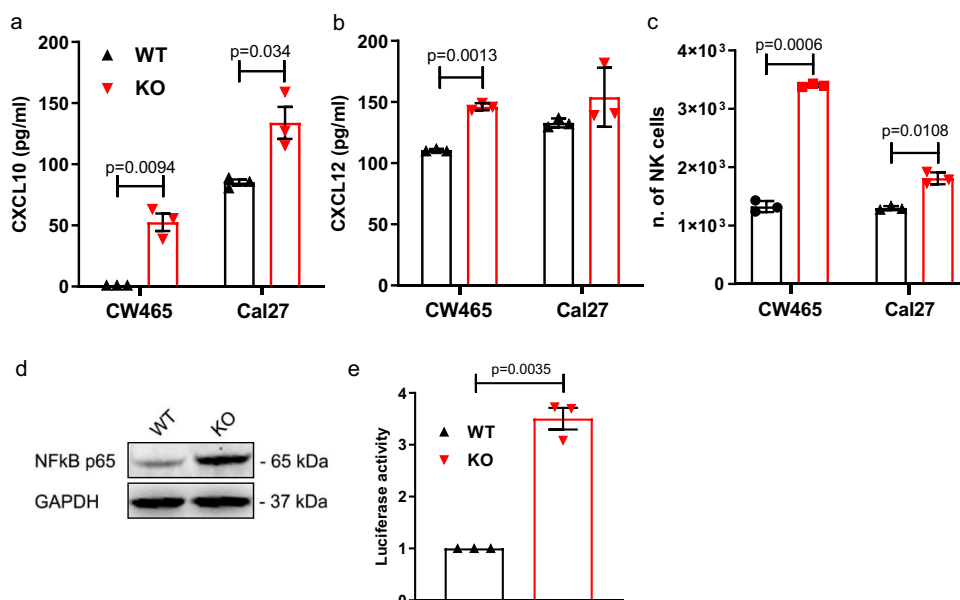 a
CXCL10 (pg/ml)
200
150
100
50
0
WT
KO
p=0.0094
p=0.034
CW465
Cal27
b
CXCL12 (pg/ml)
200
150
100
50
0
p=0.0013
CW465
Cal27
c
n. of NK cells
4×10³
3×10³
2×10³
1×10³
0
p=0.0006
p=0.0108
CW465
Cal27
d
WT
KO
NFkB p65
- 65 kDa
GAPDH
- 37 kDa
e
Luciferase activity
4
3
2
1
0
p=0.0035
WT
KO